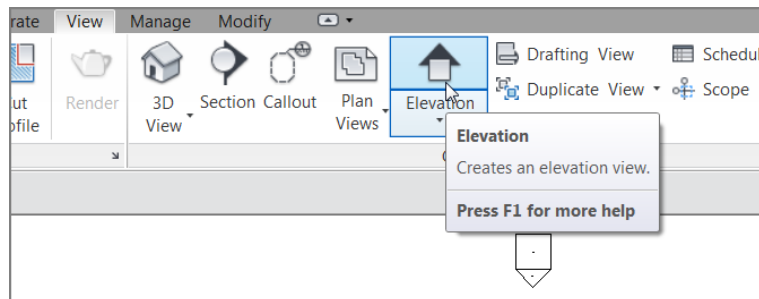 rate View Manage Modify
Drafting View Schedul
ut Render 3D Section Callout Plan Elevation Duplicate View Scope
ofile View Views
Elevation
Creates an elevation view.
Press F1 for more help